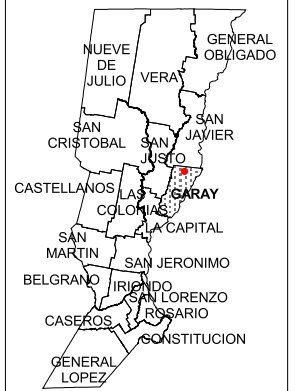 NUEVE
DE
JULIO
VERA
GENERAL
OBLIGADO
SAN
CRISTOBAL
SAN
JUSTO
SAN
JAVIER
CASTELLANOS
LAS
COLONIAS
GARAY
LA CAPITAL
SAN
MARTIN
SAN JERONIMO
BELGRANO
IRIONDO
SAN LORENZO
ROSARIO
CASEROS
CONSTITUCION
GENERAL
LOPEZ